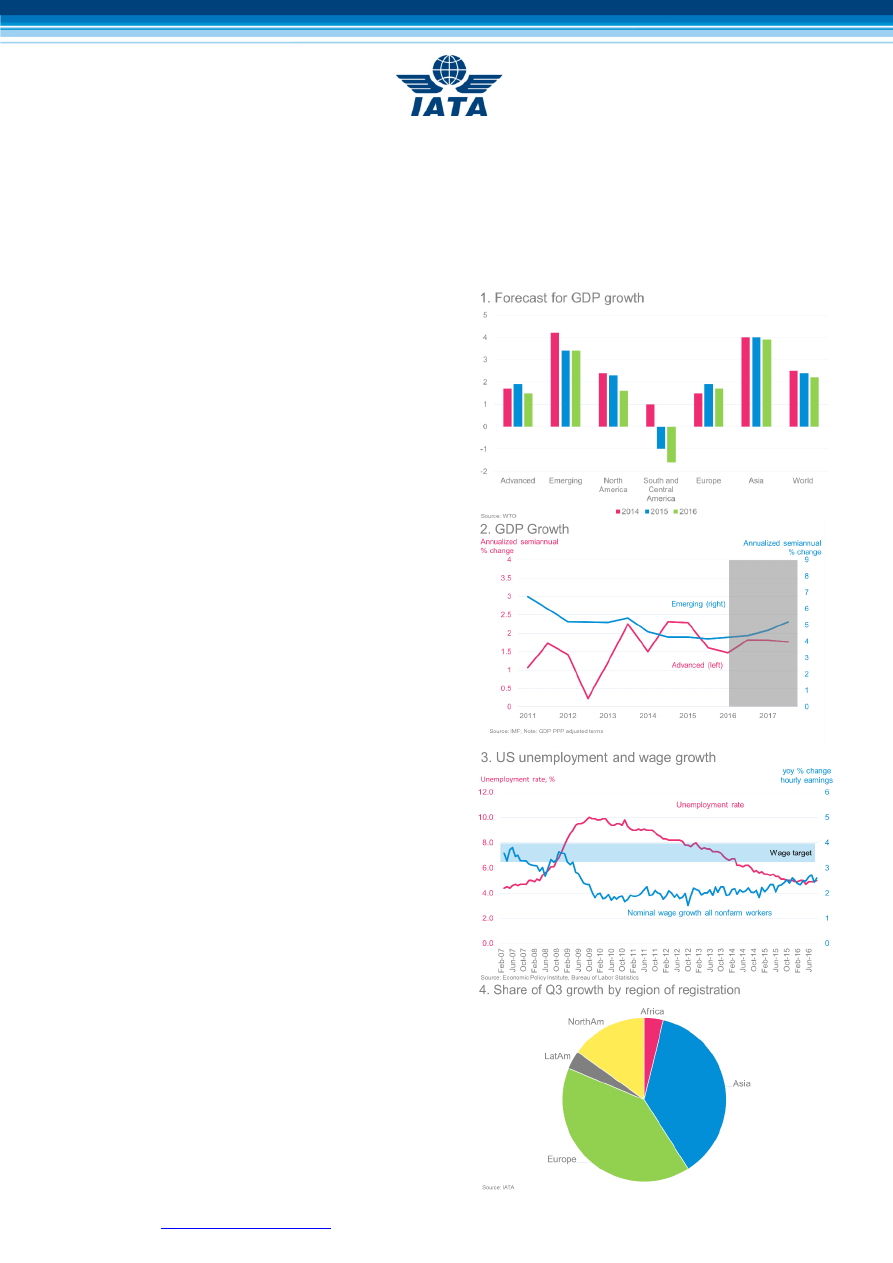 IATA
1. Forecast for GDP growth
5
4
3
2
1
0
-1
-2
Advanced Emerging North America South and Central America Europe Asia World
2014 2015 2016
Source: WTO
2. GDP Growth
Annualized semiannual % change
Annualized semiannual % change
4 9
3.5 8
3 7
2.5 6
2 5
1.5 4
1 3
0.5 2
0 1
0
Emerging (right)
Advanced (left)
2011 2012 2013 2014 2015 2016 2017
Source: IMF; Note: GDP PPP adjusted terms
3. US unemployment and wage growth
Unemployment rate, %
yoy % change hourly earnings
12.0 6
10.0 5
8.0 4
6.0 3
4.0 2
2.0 1
0.0 0
Unemployment rate
Wage target
Nominal wage growth all nonfarm workers
Feb-07 Jun-07 Oct-07 Feb-08 Jun-08 Oct-08 Feb-09 Jun-09 Oct-09 Feb-10 Jun-10 Oct-10 Feb-11 Jun-11 Oct-11 Feb-12 Jun-12 Oct-12 Feb-13 Jun-13 Oct-13 Feb-14 Jun-14 Oct-14 Feb-15 Jun-15 Oct-15 Feb-16 Jun-16
Source: Economic Policy Institute, Bureau of Labor Statistics
4. Share of Q3 growth by region of registration
Africa
NorthAm
LatAm
Asia
Europe
Source: IATA